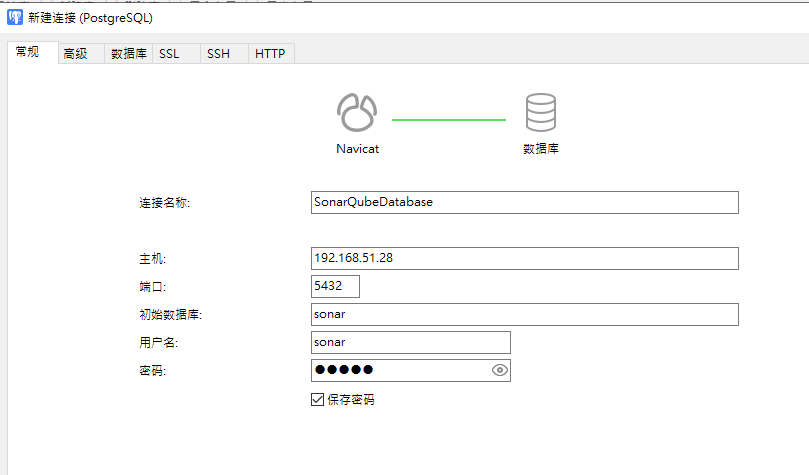 新建连接 (PostgreSQL)
常规 高级 数据库 SSL SSH HTTP
Navicat 数据库
连接名称: SonarQubeDatabase
主机: 192.168.51.28
端口: 5432
初始数据库: sonar
用户名: sonar
密码: ●●●●●
保存密码